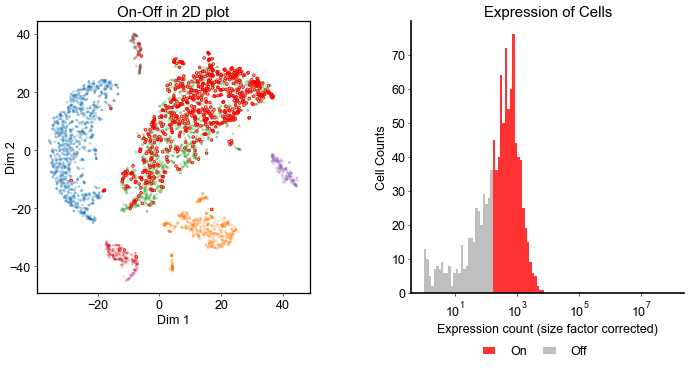 On-Off in 2D plot
Dim 2
40
20
0
−20
−40
−20 0 20 40
Dim 1
Expression of Cells
Cell Counts
70
60
50
40
30
20
10
0
10^1 10^3 10^5 10^7
Expression count (size factor corrected)
On Off